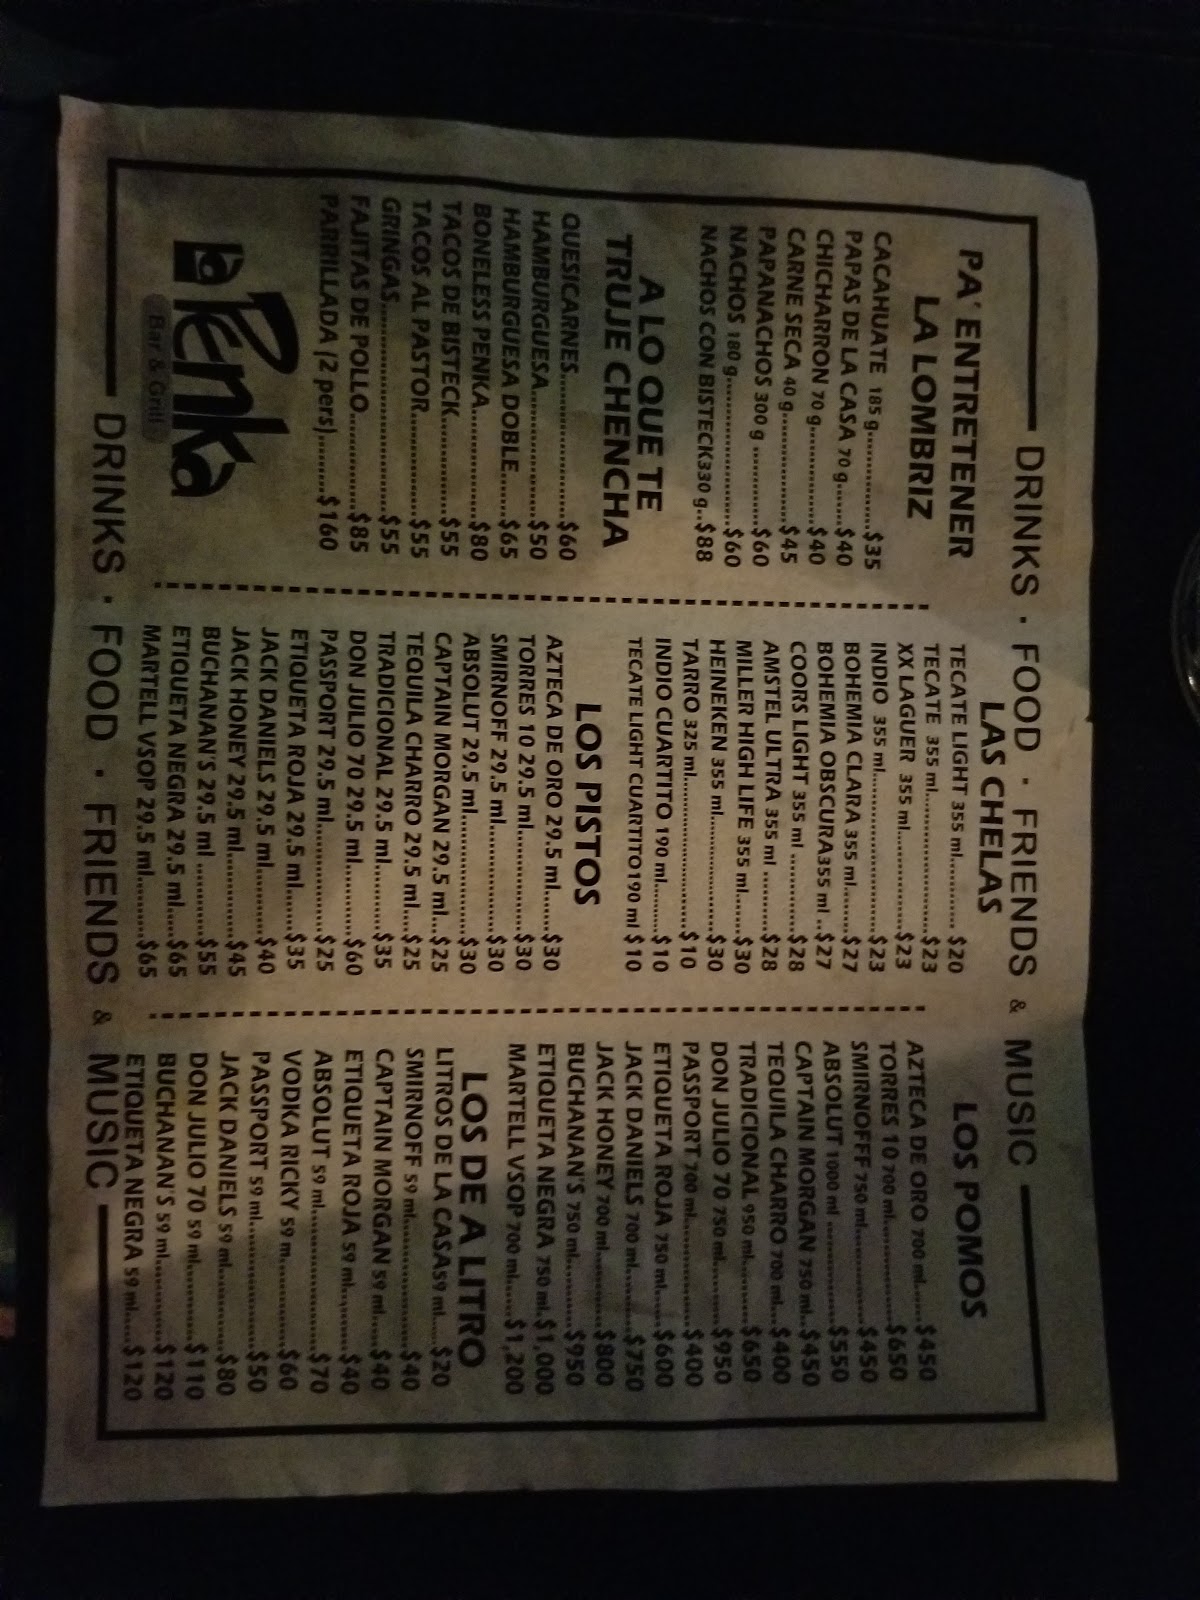 DRINKS · FOOD · FRIENDS & MUSIC
PA' ENTRETENER
LA LOMBRIZ
CACAHUATE 185 g............$35
PAPAS DE LA CASA 70 g......$40
CHICHARRON 70 g............$40
CARNE SECA 40 g............$45
PAPANACHOS 300 g ..........$60
NACHOS 180 g...............$60
NACHOS CON BISTECK330 g..$88
A LO QUE TE
TRUJE CHENCHA
QUESICARNES................$60
HAMBURGUESA................$50
HAMBURGUESA DOBLE......$65
BONELESS PENKA............$80
TACOS DE BISTECK...........$55
TACOS AL PASTOR............$55
GRINGAS....................$55
FAJITAS DE POLLO...........$85
PARRILLADA (2 pers).......$160
la Penka
Bar & Grill
LAS CHELAS
TECATE LIGHT 355 ml........... $20
TECATE 355 ml..................$23
XX LAGUER 355 ml.............$23
INDIO 355 ml...................$23
BOHEMIA CLARA 355 ml.......$27
BOHEMIA OBSCURA355 ml ..$27
COORS LIGHT 355 ml ..........$28
AMSTEL ULTRA 355 ml ........$28
MILLER HIGH LIFE 355 ml......$30
HEINEKEN 355 ml...............$30
TARRO 325 ml..................$10
INDIO CUARTITO 190 ml........$10
TECATE LIGHT CUARTITO190 ml $10
LOS PISTOS
AZTECA DE ORO 29.5 ml......$30
TORRES 10 29.5 ml............$30
SMIRNOFF 29.5 ml.............$30
ABSOLUT 29.5 ml...............$30
CAPTAIN MORGAN 29.5 ml...$25
TEQUILA CHARRO 29.5 ml...$25
TRADICIONAL 29.5 ml.........$35
DON JULIO 70 29.5 ml.........$60
PASSPORT 29.5 ml.............$25
ETIQUETA ROJA 29.5 ml.......$35
JACK DANIELS 29.5 ml.........$40
JACK HONEY 29.5 ml...........$45
BUCHANAN'S 29.5 ml ..........$55
ETIQUETA NEGRA 29.5 ml.....$65
MARTELL VSOP 29.5 ml........$65
LOS POMOS
AZTECA DE ORO 700 ml.....$450
TORRES 10 700 ml............$650
SMIRNOFF 750 ml............$450
ABSOLUT 1000 ml ...........$550
CAPTAIN MORGAN 750 ml...$450
TEQUILA CHARRO 700 ml...$400
TRADICIONAL 950 ml.........$650
DON JULIO 70 750 ml.........$950
PASSPORT 700 ml.............$400
ETIQUETA ROJA 750 ml......$600
JACK DANIELS 700 ml........$750
JACK HONEY 700 ml..........$800
BUCHANAN'S 750 ml..........$950
ETIQUETA NEGRA 750 ml.$1,000
MARTELL VSOP 700 ml.....$1,200
LOS DE A LITRO
LITROS DE LA CASA59 ml....$20
SMIRNOFF 59 ml...............$40
CAPTAIN MORGAN 59 ml.....$40
ETIQUETA ROJA 59 ml.........$40
ABSOLUT 59 ml................$70
VODKA RICKY 59 m............$60
PASSPORT 59 ml...............$50
JACK DANIELS 59 ml...........$80
DON JULIO 70 59 ml..........$110
BUCHANAN'S 59 ml...........$120
ETIQUETA NEGRA 59 ml.....$120
DRINKS · FOOD · FRIENDS & MUSIC